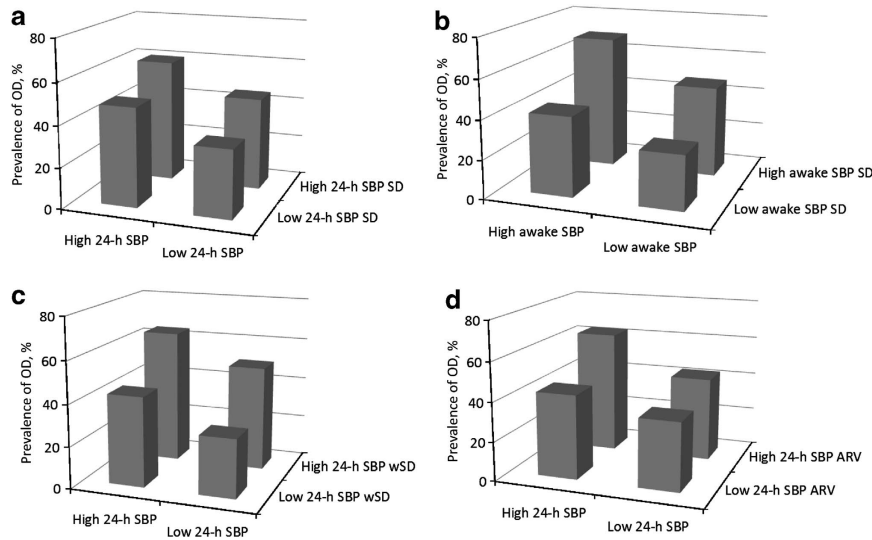 a
80
60
40
20
0
Prevalence of OD, %
High 24-h SBP SD
Low 24-h SBP SD
High 24-h SBP
Low 24-h SBP
b
80
60
40
20
0
Prevalence of OD, %
High awake SBP SD
Low awake SBP SD
High awake SBP
Low awake SBP
c
80
60
40
20
0
Prevalence of OD, %
High 24-h SBP wSD
Low 24-h SBP wSD
High 24-h SBP
Low 24-h SBP
d
80
60
40
20
0
Prevalence of OD, %
High 24-h SBP ARV
Low 24-h SBP ARV
High 24-h SBP
Low 24-h SBP